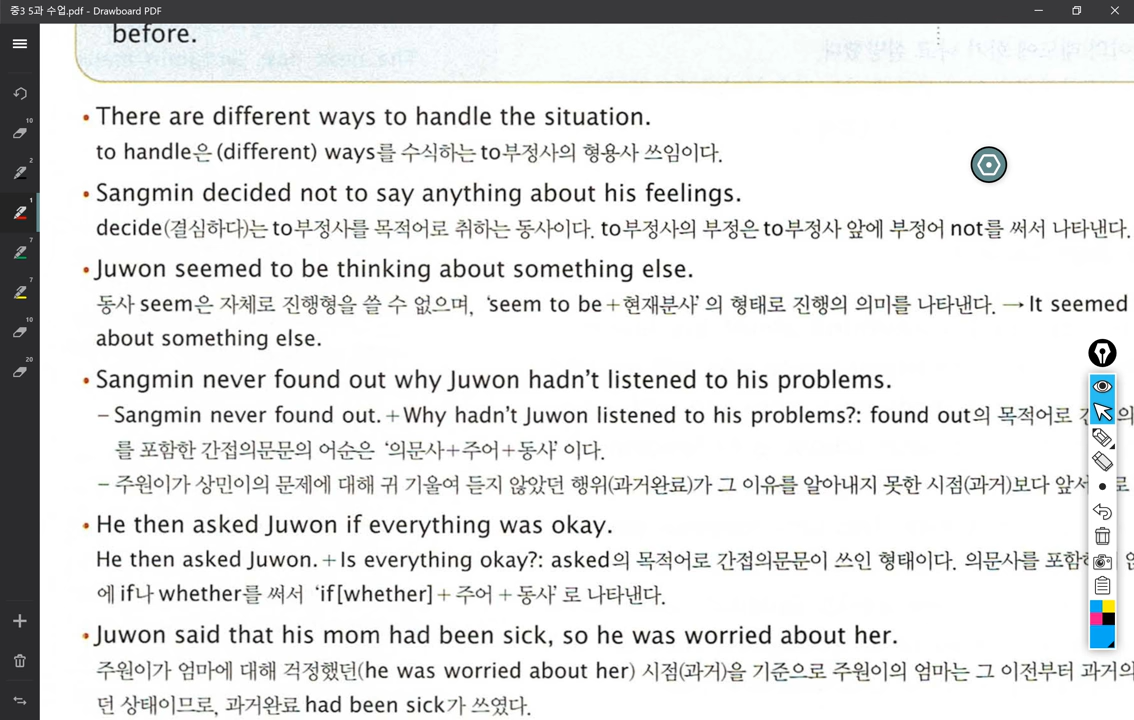 중3 5과 수업.pdf - Drawboard PDF
before.
• There are different ways to handle the situation.
to handle은 (different) ways를 수식하는 to부정사의 형용사 쓰임이다.
• Sangmin decided not to say anything about his feelings.
decide(결심하다)는 to부정사를 목적어로 취하는 동사이다. to부정사의 부정은 to부정사 앞에 부정어 not를 써서 나타낸다.
• Juwon seemed to be thinking about something else.
동사 seem은 자체로 진행형을 쓸 수 없으며, ‘seem to be+현재분사’의 형태로 진행의 의미를 나타낸다. → It seemed
about something else.
• Sangmin never found out why Juwon hadn’t listened to his problems.
– Sangmin never found out. + Why hadn’t Juwon listened to his problems?: found out의 목적어로
를 포함한 간접의문문의 어순은 ‘의문사+주어+동사’이다.
– 주원이가 상민이의 문제에 대해 귀 기울여 듣지 않았던 행위(과거완료)가 그 이유를 알아내지 못한 시점(과거)보다 앞서
• He then asked Juwon if everything was okay.
He then asked Juwon. + Is everything okay?: asked의 목적어로 간접의문문이 쓰인 형태이다. 의문사를
에 if나 whether를 써서 ‘if[whether] + 주어 + 동사’로 나타낸다.
• Juwon said that his mom had been sick, so he was worried about her.
주원이가 엄마에 대해 걱정했던(he was worried about her) 시점(과거)을 기준으로 주원이의 엄마는 그 이전부터 과거의
던 상태이므로, 과거완료 had been sick가 쓰였다.
10
2
1
7
7
10
20